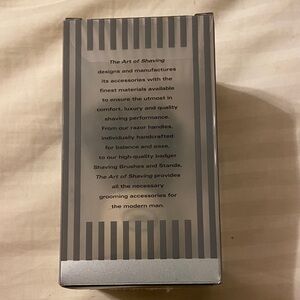 The Art of Shaving
designs and manufactures
its accessories with the
finest materials available
to ensure the utmost in
comfort, luxury and quality
shaving performance.
From our razor handles,
individually handcrafted
for balance and ease,
to our high-quality badger
Shaving Brushes and Stands,
The Art of Shaving provides
all the necessary
grooming accessories for
the modern man.